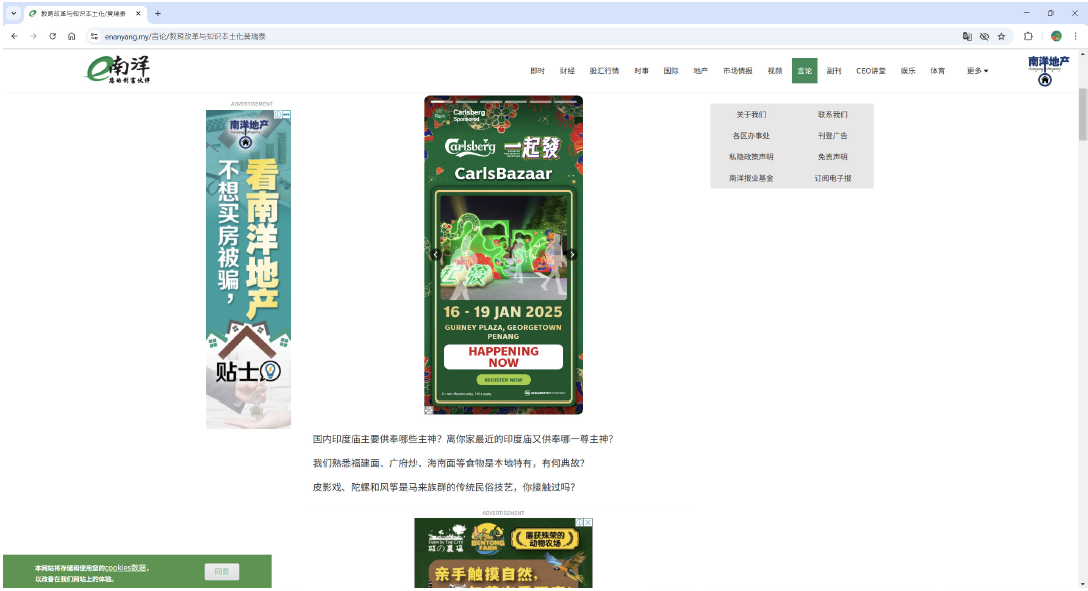 教育改革与知识本土化/黄瑞泰
enanyang.my/言论/教育改革与知识本土化黄瑞泰
e南洋
您的创富伙伴
即时 财经 股汇行情 时事 国际 地产 市场情报 视频 言论 副刊 CEO讲堂 娱乐 体育 更多
南洋地产
ADVERTISEMENT
南洋地产
看南洋地产
不想买房被骗，
贴士
Carlsberg
Sponsored
Carlsberg 一起發
CarlsBazaar
16 - 19 JAN 2025
GURNEY PLAZA, GEORGETOWN
PENANG
HAPPENING
NOW
REGISTER NOW
关于我们 联系我们
各区办事处 刊登广告
私隐政策声明 免责声明
南洋报业基金 订阅电子报
国内印度庙主要供奉哪些主神？离你家最近的印度庙又供奉哪一尊主神？
我们熟悉福建面、广府炒、海南面等食物是本地特有，有何典故？
皮影戏、陀螺和风筝是马来族群的传统民俗技艺，你接触过吗？
ADVERTISEMENT
FARM IN THE CITY
城の農場
THE BENTONG FARM
屡获殊荣的
动物农场
亲手触摸自然，
本网站将存储和使用您的cookies数据，
以改善在我们网站上的体验。
同意